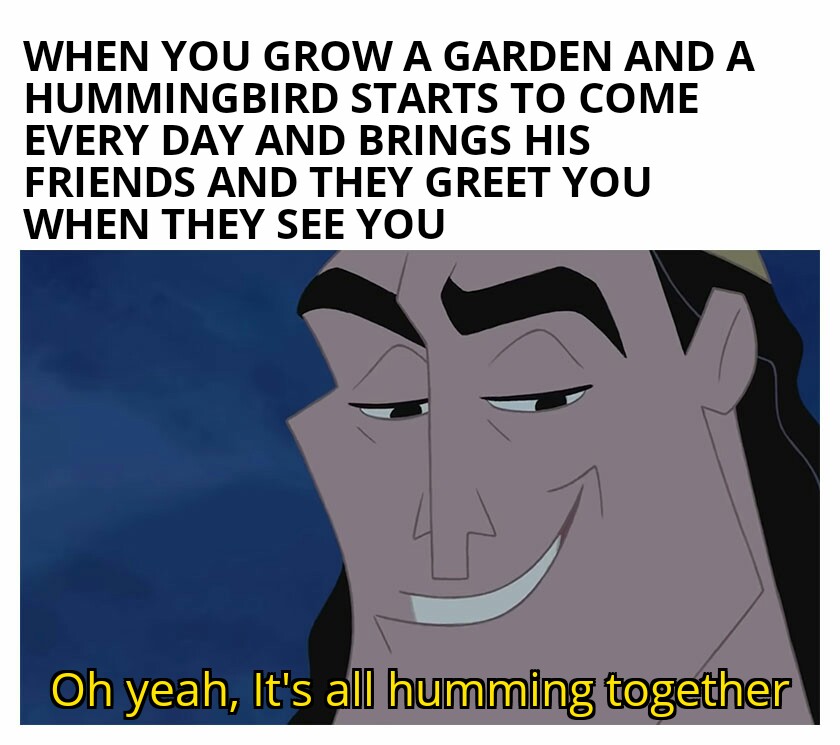 WHEN YOU GROW A GARDEN AND A
HUMMINGBIRD STARTS TO COME
EVERY DAY AND BRINGS HIS
FRIENDS AND THEY GREET YOU
WHEN THEY SEE YOU
Oh yeah, It's all humming together